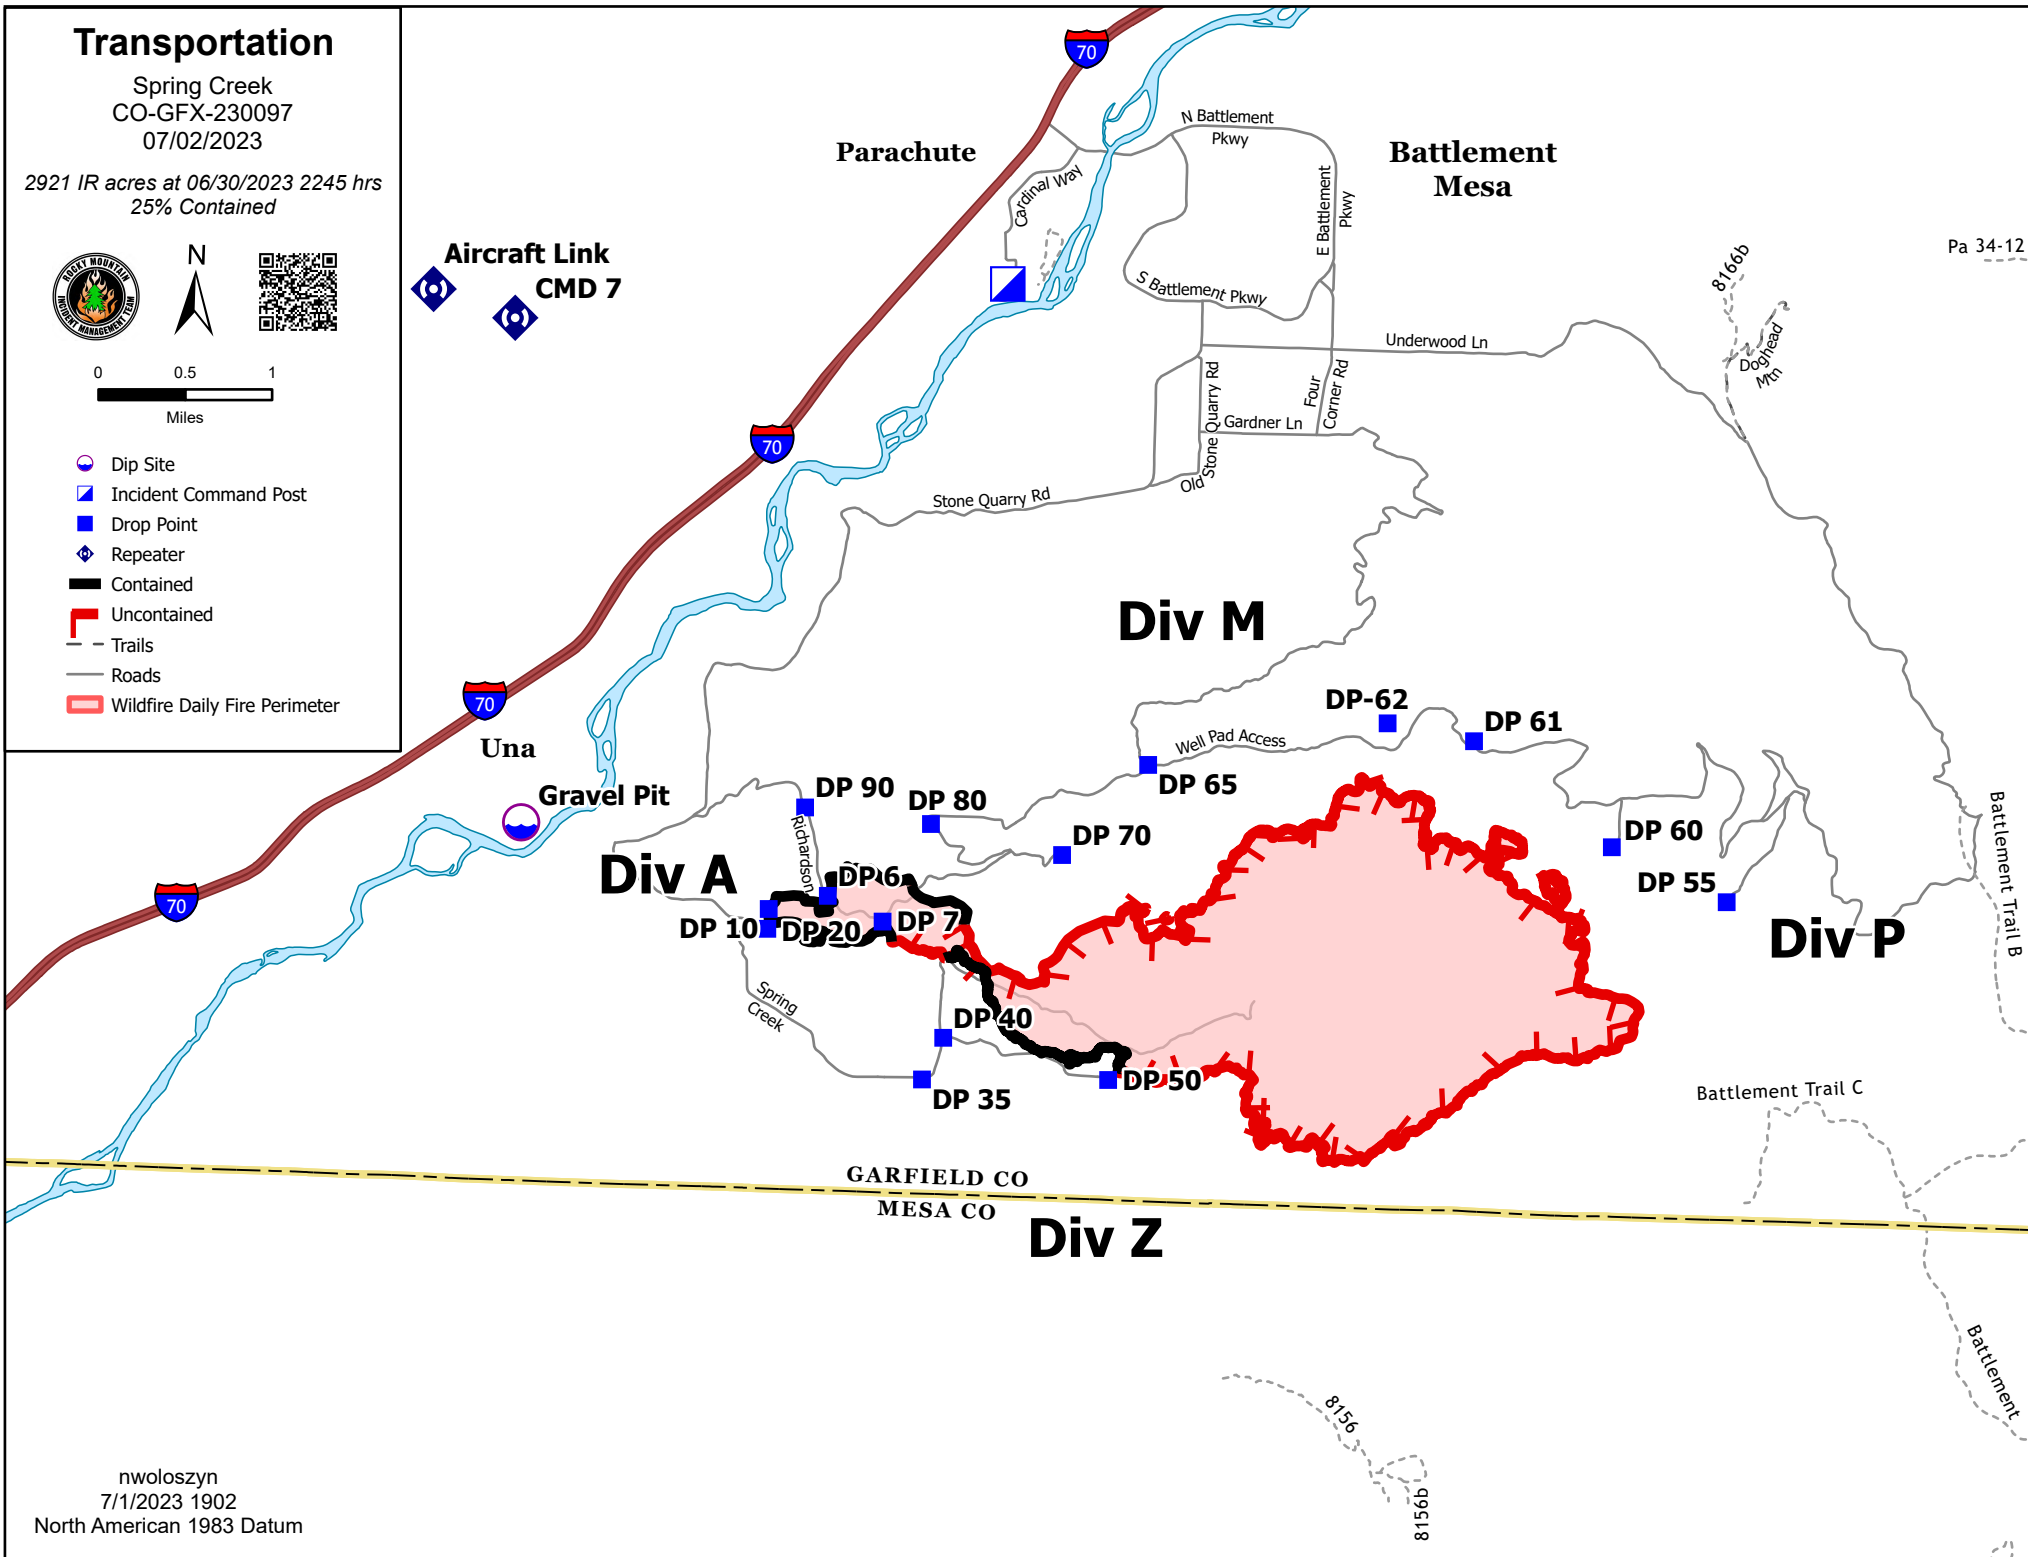 Transportation
Spring Creek
CO-GFX-230097
07/02/2023
2921 IR acres at 06/30/2023 2245 hrs
25% Contained
ROCKY MOUNTAIN
INCIDENT MANAGEMENT TEAM
N
0 0.5 1
Miles
Dip Site
Incident Command Post
Drop Point
Repeater
Contained
Uncontained
Trails
Roads
Wildfire Daily Fire Perimeter
Aircraft Link
CMD 7
70
Parachute
N Battlement
Pkwy
Battlement
Mesa
Cardinal Way
E Battlement
Pkwy
S Battlement Pkwy
Pa 34-12
8166b
Doghead
Mtn
Underwood Ln
Four
Corner Rd
Old Stone Quarry Rd
Gardner Ln
70
Stone Quarry Rd
Div M
70
Una
DP-62
DP 61
Well Pad Access
DP 65
Gravel Pit
DP 90
DP 80
Richardson
DP 70
DP 60
DP 55
Battlement Trail B
Div A
DP 6
70
DP 10
DP 20
DP 7
Div P
Spring
Creek
DP 40
DP 35
DP 50
Battlement Trail C
GARFIELD CO
MESA CO
Div Z
Battlement
8156
8156b
nwoloszyn
7/1/2023 1902
North American 1983 Datum